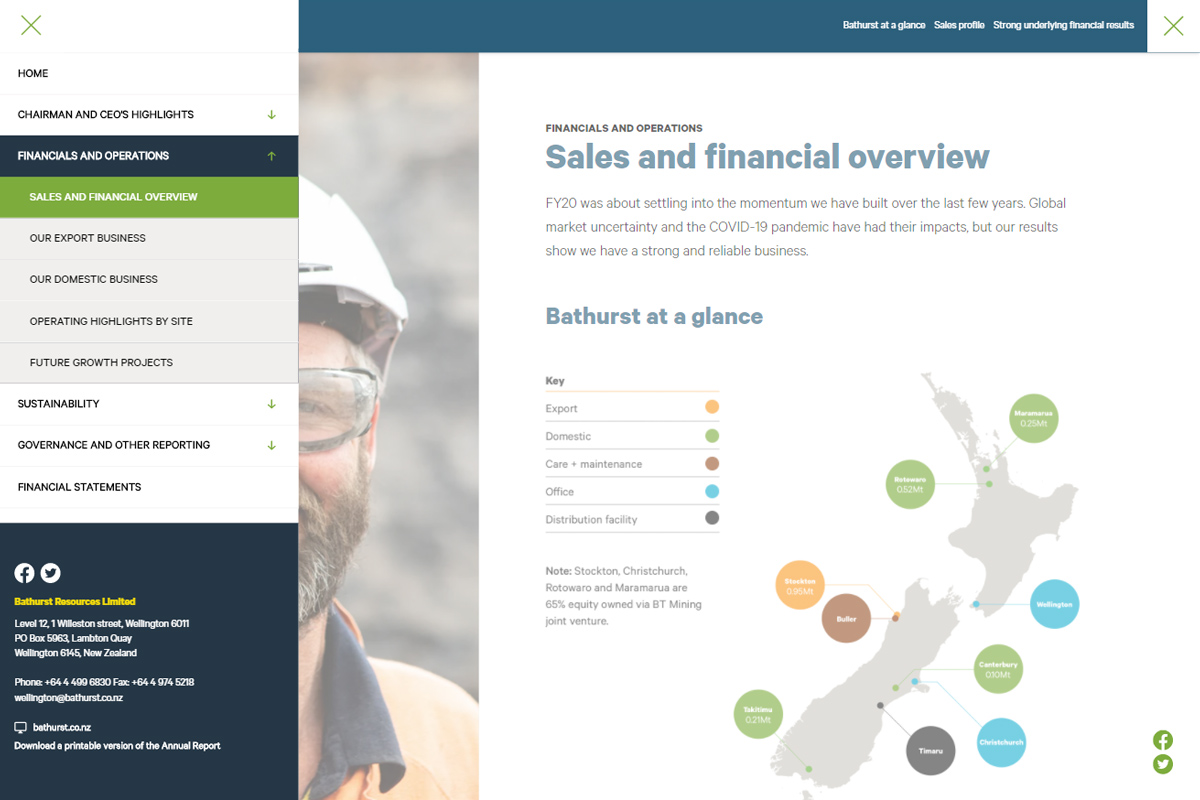 Bathurst at a glance Sales profile Strong underlying financial results
HOME
CHAIRMAN AND CEO'S HIGHLIGHTS
FINANCIALS AND OPERATIONS
SALES AND FINANCIAL OVERVIEW
OUR EXPORT BUSINESS
OUR DOMESTIC BUSINESS
OPERATING HIGHLIGHTS BY SITE
FUTURE GROWTH PROJECTS
SUSTAINABILITY
GOVERNANCE AND OTHER REPORTING
FINANCIAL STATEMENTS
Bathurst Resources Limited
Level 12, 1 Willeston street, Wellington 6011
PO Box 5963, Lambton Quay
Wellington 6145, New Zealand
Phone: +64 4 499 6830 Fax: +64 4 974 5218
wellington@bathurst.co.nz
bathurst.co.nz
Download a printable version of the Annual Report
FINANCIALS AND OPERATIONS
Sales and financial overview
FY20 was about settling into the momentum we have built over the last few years. Global
market uncertainty and the COVID-19 pandemic have had their impacts, but our results
show we have a strong and reliable business.
Bathurst at a glance
Key
Export
Domestic
Care + maintenance
Office
Distribution facility
Note: Stockton, Christchurch,
Rotowaro and Maramarua are
65% equity owned via BT Mining
joint venture.
Maramarua
0.25Mt
Rotowaro
0.52Mt
Stockton
0.95Mt
Buller
Wellington
Canterbury
0.10Mt
Takitimu
0.21Mt
Timaru
Christchurch